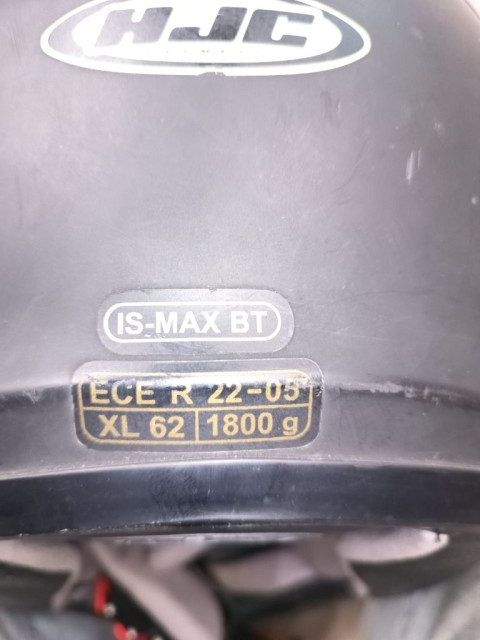 HJC
IS-MAX BT
ECE R 22-05
XL 62 1800 g